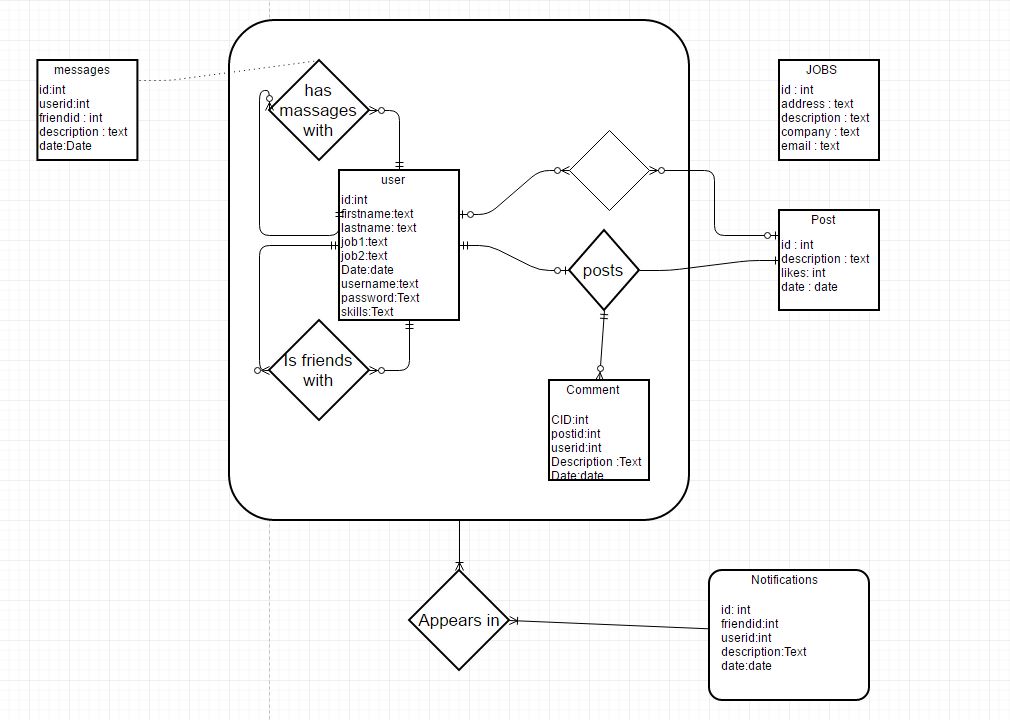 messages
id:int
userid:int
friendid : int
description : text
date:Date
has
massages
with
user
id:int
firstname:text
lastname: text
job1:text
job2:text
Date:date
username:text
password:Text
skills:Text
Is friends
with
posts
Comment
CID:int
postid:int
userid:int
Description :Text
Date:date
JOBS
id : int
address : text
description : text
company : text
email : text
Post
id : int
description : text
likes: int
date : date
Appears in
Notifications
id: int
friendid:int
userid:int
description:Text
date:date